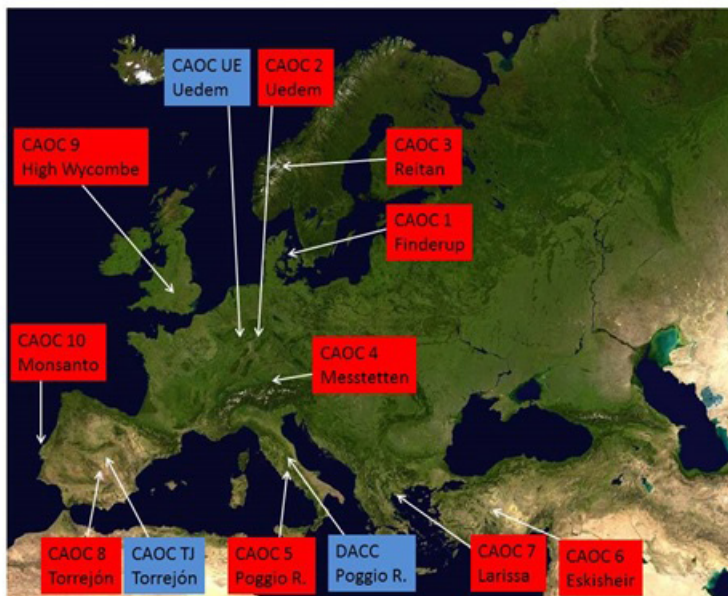 CAOC UE
Uedem
CAOC 2
Uedem
CAOC 9
High Wycombe
CAOC 3
Reitan
CAOC 1
Finderup
CAOC 10
Monsanto
CAOC 4
Messtetten
CAOC 8
Torrejón
CAOC TJ
Torrejón
CAOC 5
Poggio R.
DACC
Poggio R.
CAOC 7
Larissa
CAOC 6
Eskisheir